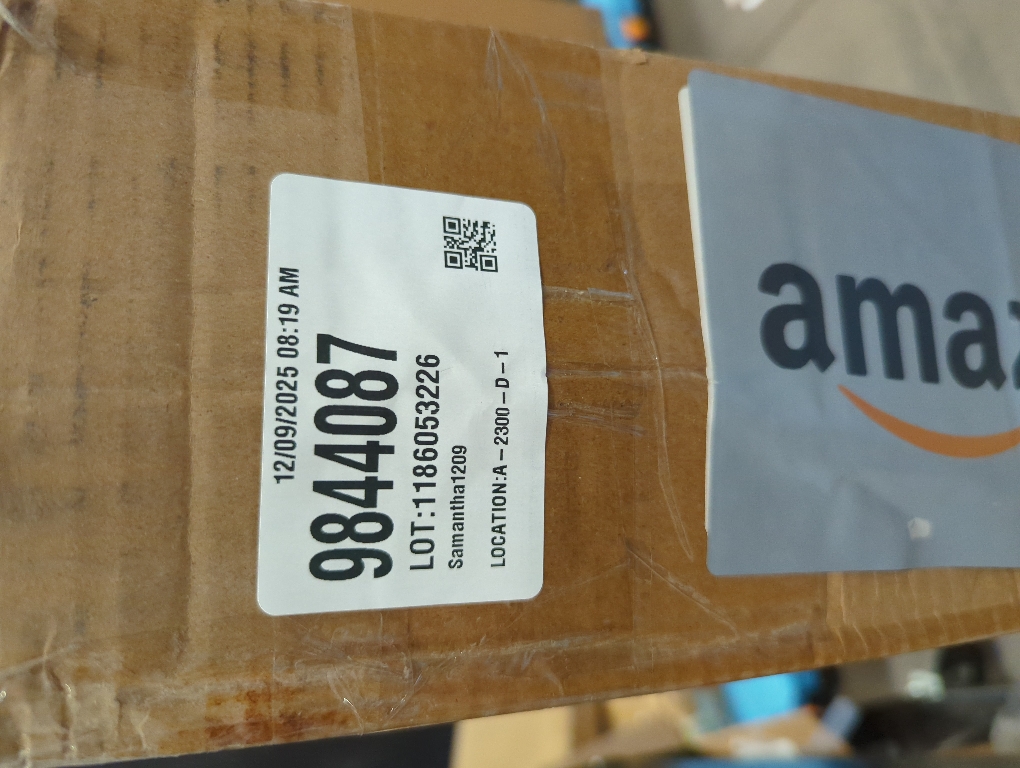 12/09/2025 08:19 AM
9844087
LOT:1186053226
Samantha1209
LOCATION:A-2300-D-1
amaz